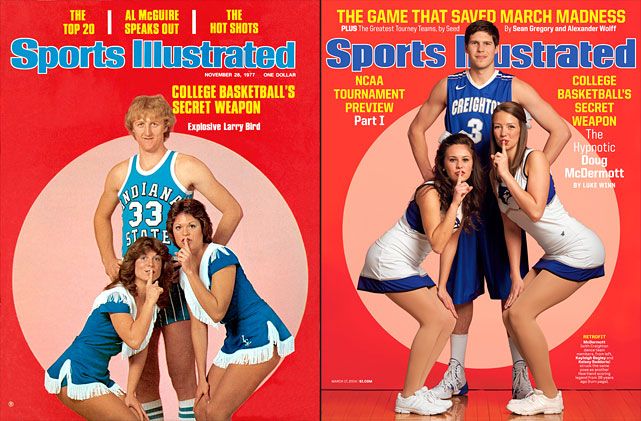 THE
TOP 20
AL McGUIRE
SPEAKS OUT
THE
HOT SHOTS
Sports Illustrated
NOVEMBER 28, 1977 ONE DOLLAR
COLLEGE BASKETBALL'S
SECRET WEAPON
Explosive Larry Bird
INDIANA
33
STATE
THE GAME THAT SAVED MARCH MADNESS
PLUS The Greatest Tourney Teams, by Seed By Sean Gregory and Alexander Wolff
Sports Illustrated
NCAA
TOURNAMENT
PREVIEW
Part I
CREIGHTON
3
COLLEGE
BASKETBALL'S
SECRET
WEAPON
The
Hypnotic
Doug
McDermott
BY LUKE WINN
RETROFIT
McDermott